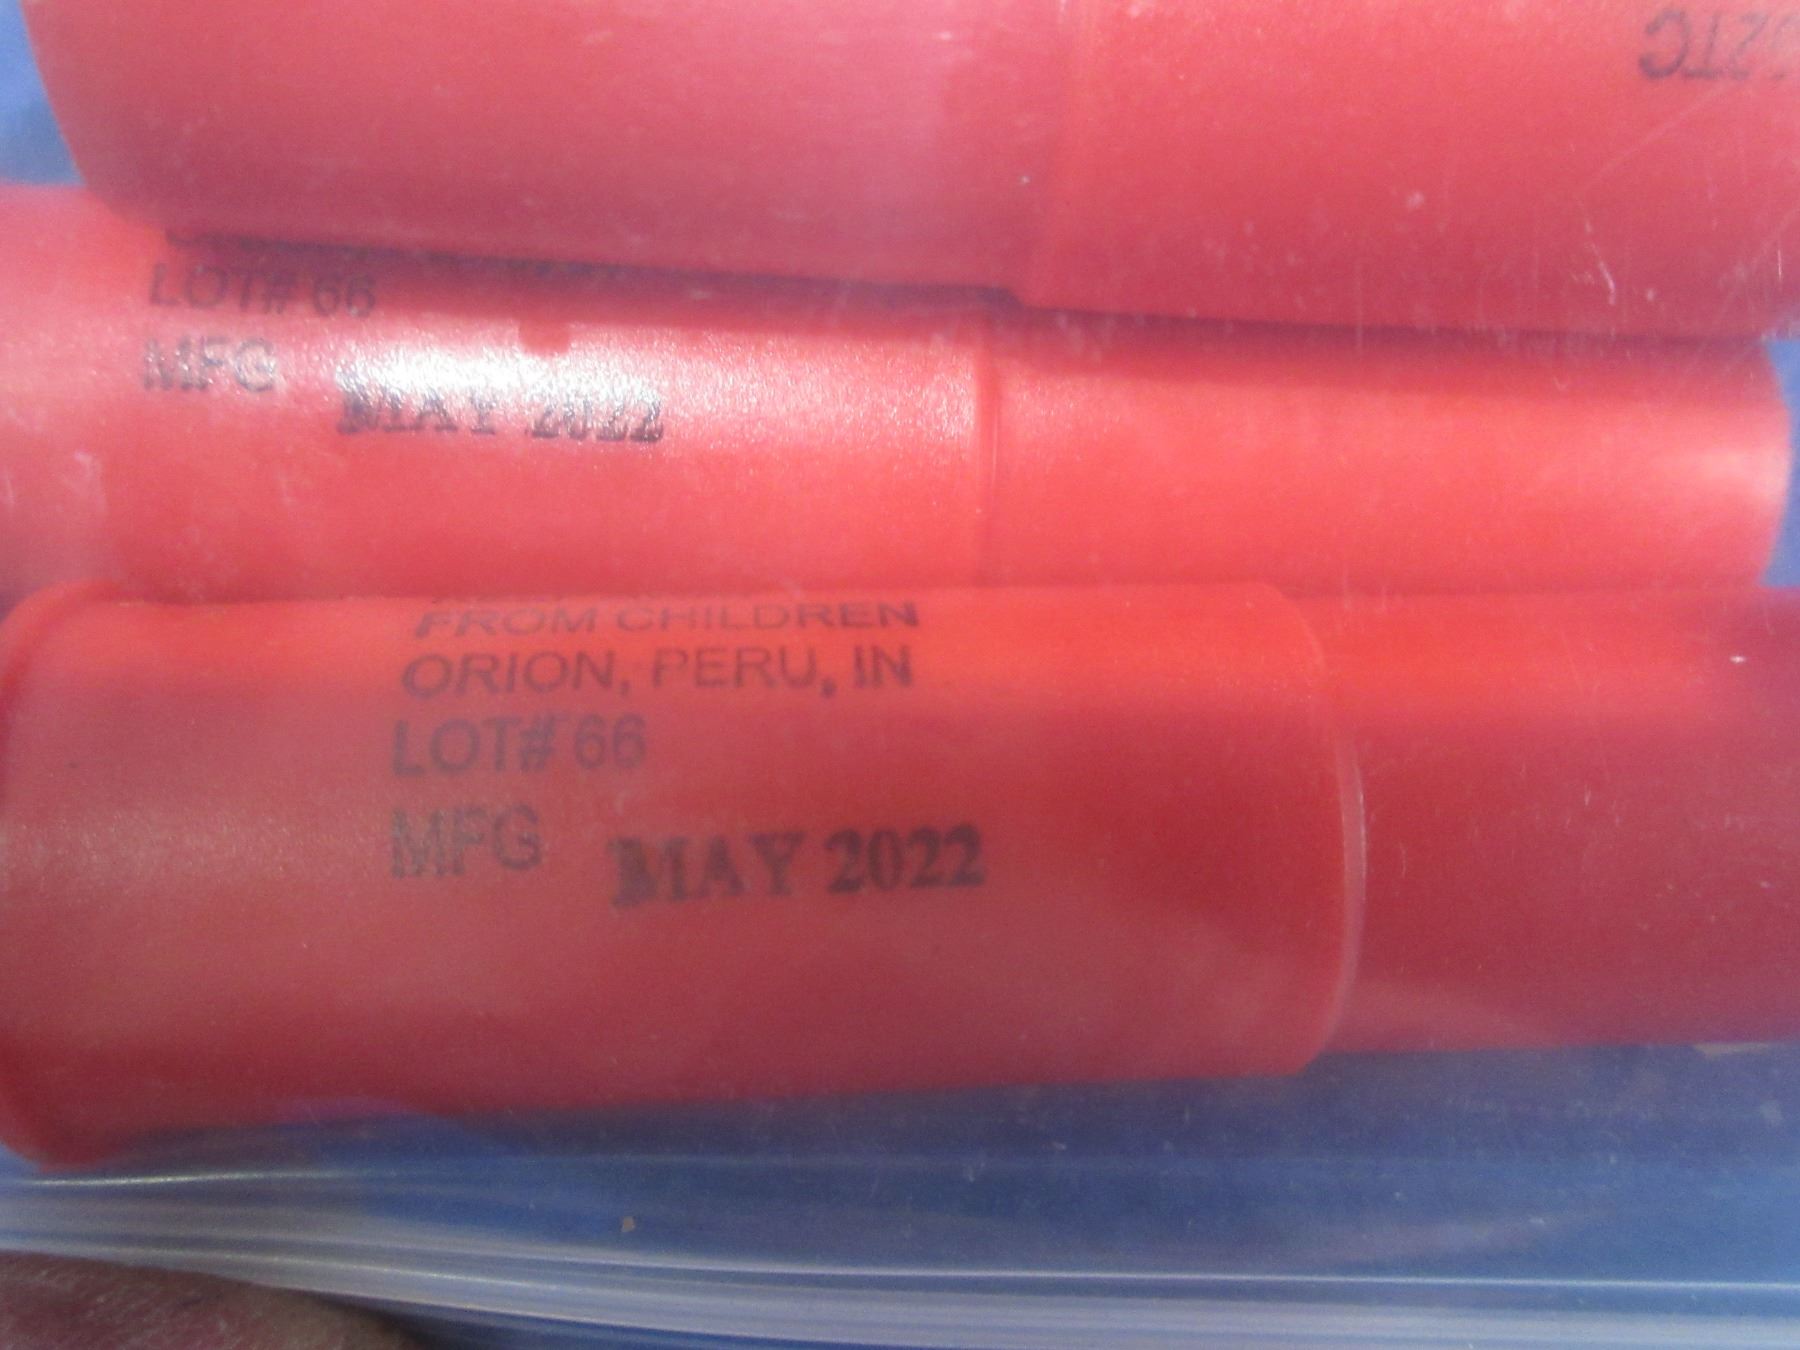 LOT# 66
MFG MAY 2022
FROM CHILDREN
ORION, PERU, IN
LOT# 66
MFG MAY 2022